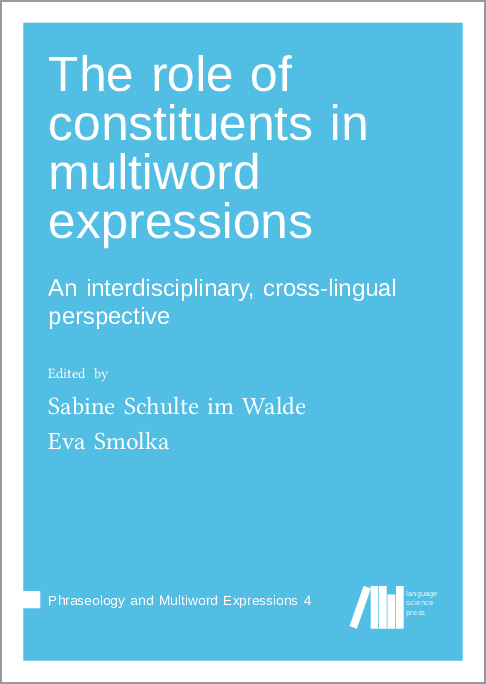 The role of
constituents in
multiword
expressions
An interdisciplinary, cross-lingual
perspective
Edited by
Sabine Schulte im Walde
Eva Smolka
Phraseology and Multiword Expressions 4
language
science
press